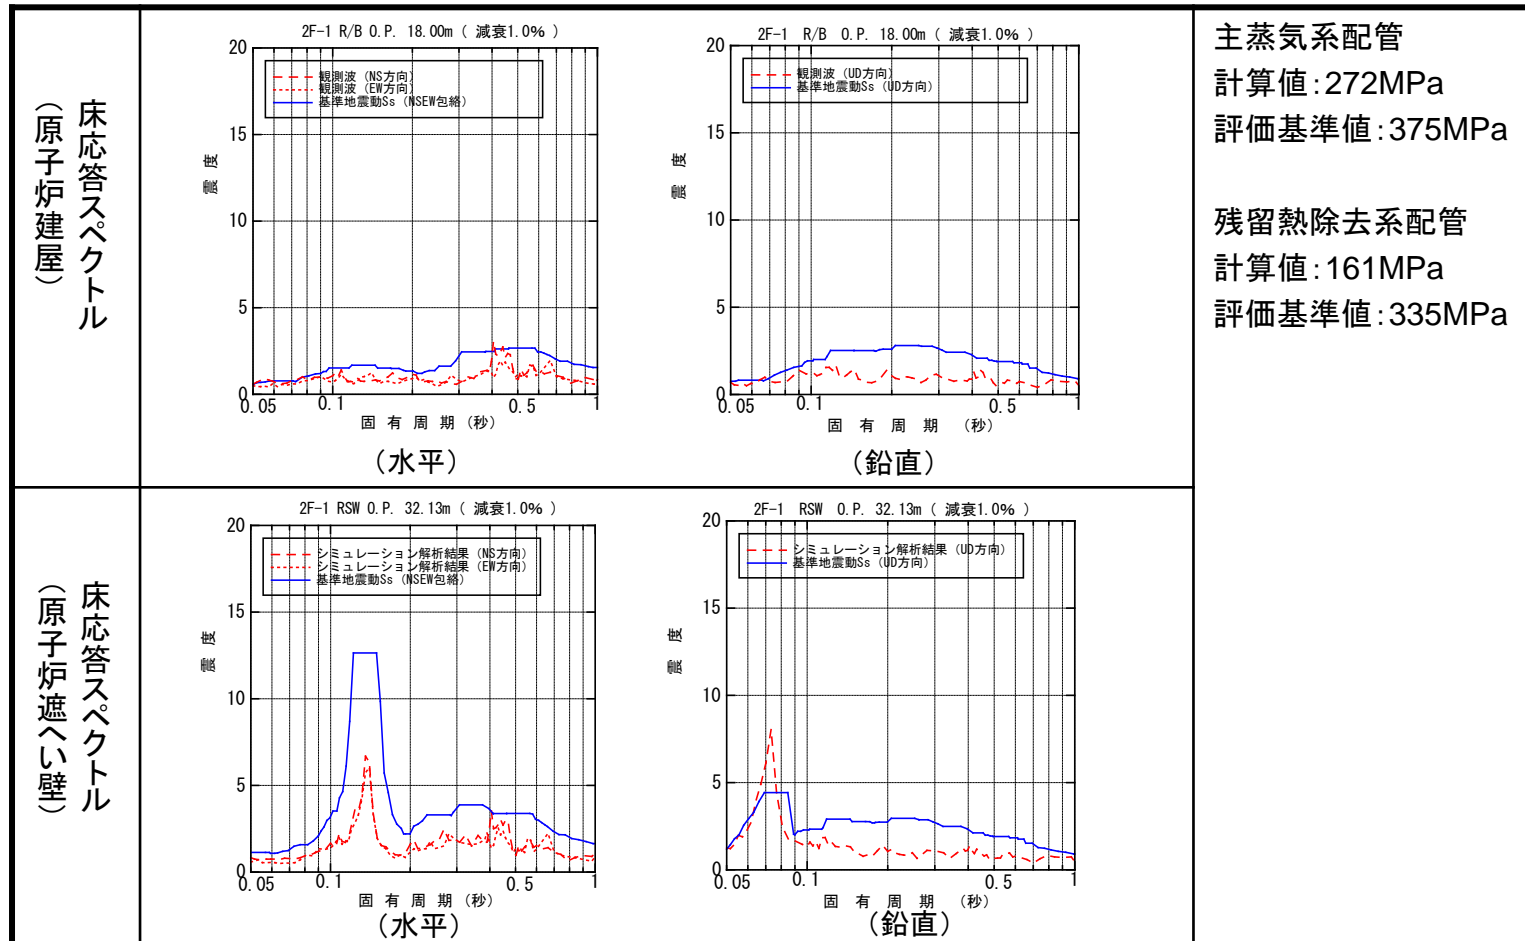 床応答スペクトル
（原子炉建屋）
2F-1 R/B O.P. 18.00m ( 減衰1.0% )
20
15
10
5
0
震 度
観測波 (NS方向)
観測波 (EW方向)
基準地震動Ss (NSEW包絡)
0.05
0.1
0.5
1
固 有 周 期 (秒)
（水平）
2F-1 R/B O.P. 18.00m ( 減衰1.0% )
20
15
10
5
0
震 度
観測波 (UD方向)
基準地震動Ss (UD方向)
0.05
0.1
0.5
1
固 有 周 期 (秒)
（鉛直）
主蒸気系配管
計算値：272MPa
評価基準値：375MPa
残留熱除去系配管
計算値：161MPa
評価基準値：335MPa
床応答スペクトル
（原子炉遮へい壁）
2F-1 RSW O.P. 32.13m ( 減衰1.0% )
20
15
10
5
0
震 度
シミュレーション解析結果 (NS方向)
シミュレーション解析結果 (EW方向)
基準地震動Ss (NSEW包絡)
0.05
0.1
0.5
1
固 有 周 期 (秒)
（水平）
2F-1 RSW O.P. 32.13m ( 減衰1.0% )
20
15
10
5
0
震 度
シミュレーション解析結果 (UD方向)
基準地震動Ss (UD方向)
0.05
0.1
0.5
1
固 有 周 期 (秒)
（鉛直）